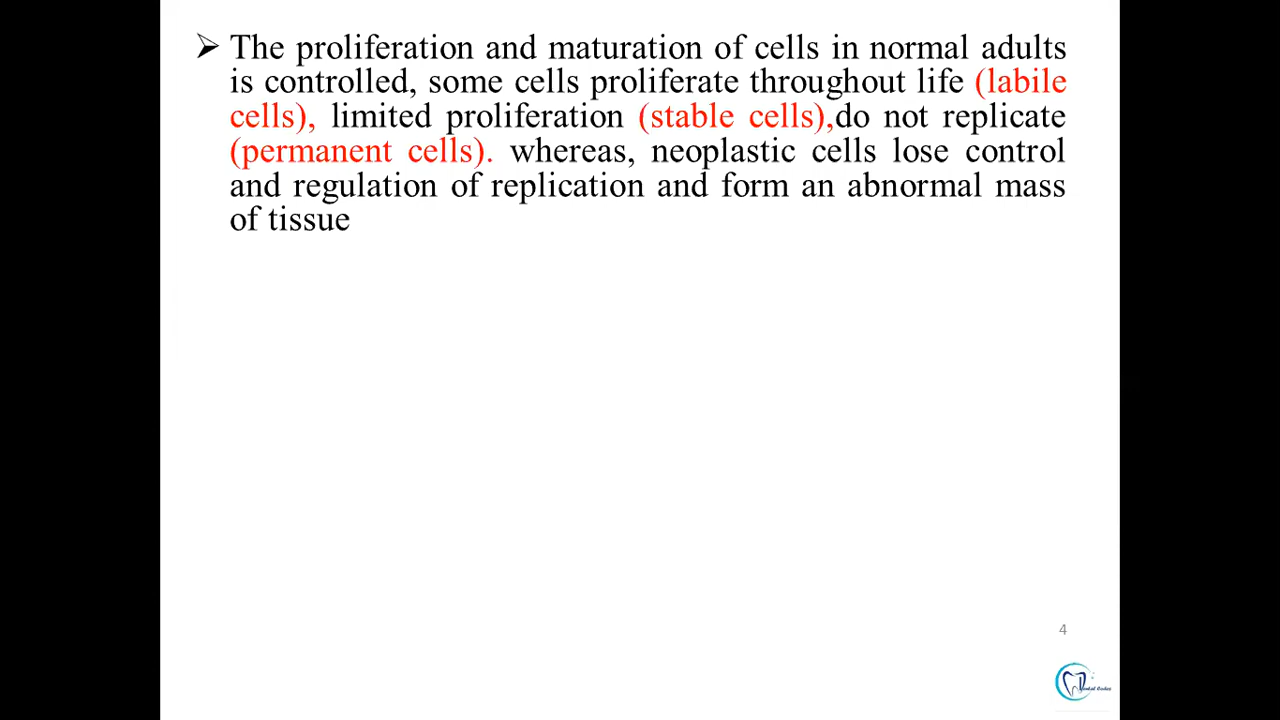 ➢ The proliferation and maturation of cells in normal adults
is controlled, some cells proliferate throughout life (labile
cells), limited proliferation (stable cells),do not replicate
(permanent cells). whereas, neoplastic cells lose control
and regulation of replication and form an abnormal mass
of tissue
4